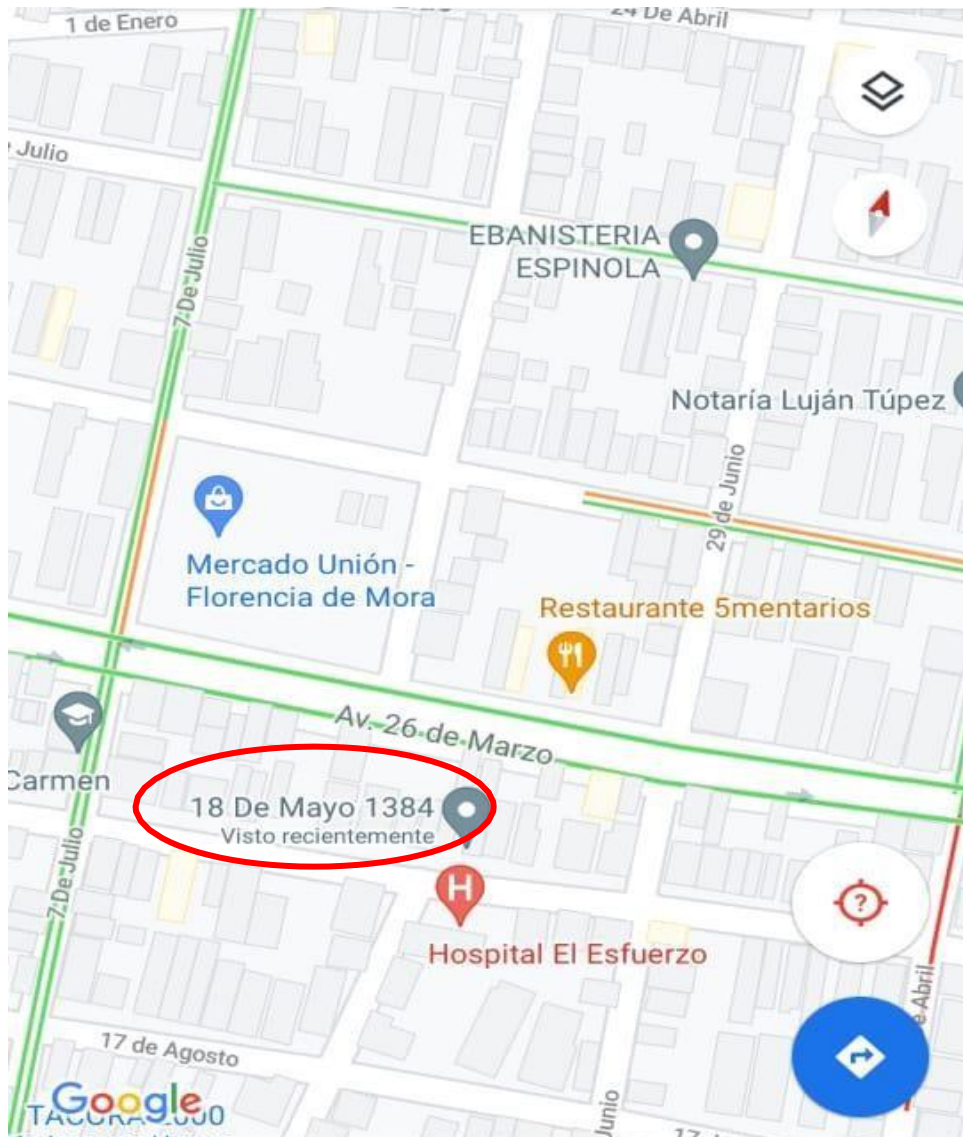 1 de Enero
24 De Abril
Julio
7 De Julio
EBANISTERIA
ESPINOLA
Notaría Luján Túpez
29 de Junio
Mercado Unión -
Florencia de Mora
Restaurante 5mentarios
Av. 26 de Marzo
Carmen
18 De Mayo 1384
Visto recientemente
7 De Julio
H
Hospital El Esfuerzo
?
e Abril
17 de Agosto
Google
Junio